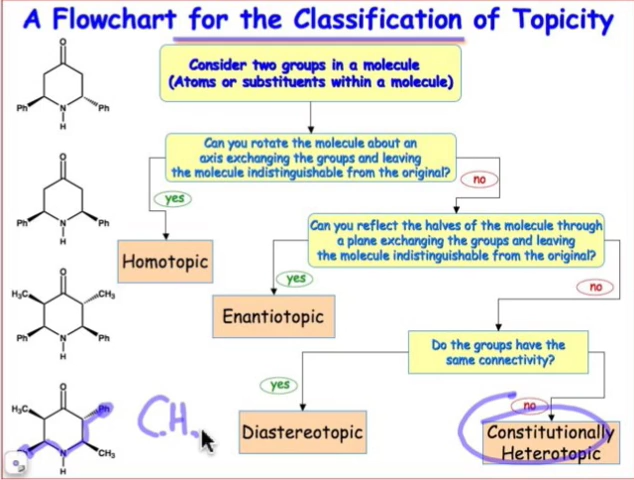 A Flowchart for the Classification of Topicity
Consider two groups in a molecule
(Atoms or substituents within a molecule)
Can you rotate the molecule about an
axis exchanging the groups and leaving
the molecule indistinguishable from the original?
yes
no
Homotopic
Can you reflect the halves of the molecule through
a plane exchanging the groups and leaving
the molecule indistinguishable from the original?
yes
no
Enantiotopic
Do the groups have the
same connectivity?
yes
no
Diastereotopic
Constitutionally
Heterotopic
O
Ph N Ph
H
O
Ph N Ph
H
O
H₃C CH₃
Ph N Ph
H
O
H₃C Ph
N CH₃
H
C.H.